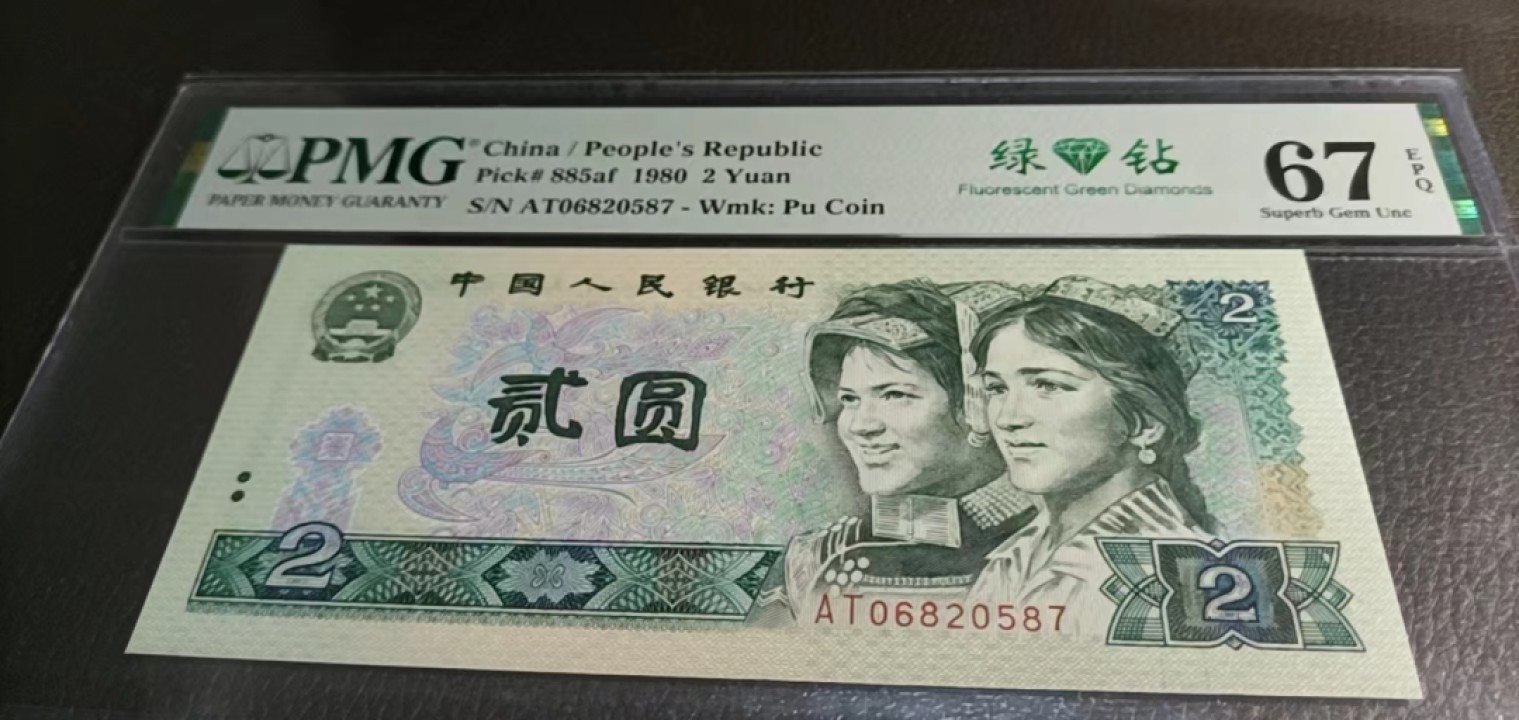 PMG® China / People's Republic
Pick# 885af 1980 2 Yuan
PAPER MONEY GUARANTY
S/N AT06820587 - Wmk: Pu Coin
绿 钻
Fluorescent Green Diamonds
67 EPQ
Superb Gem Unc
中国人民银行
2
贰圆
2
2
AT06820587